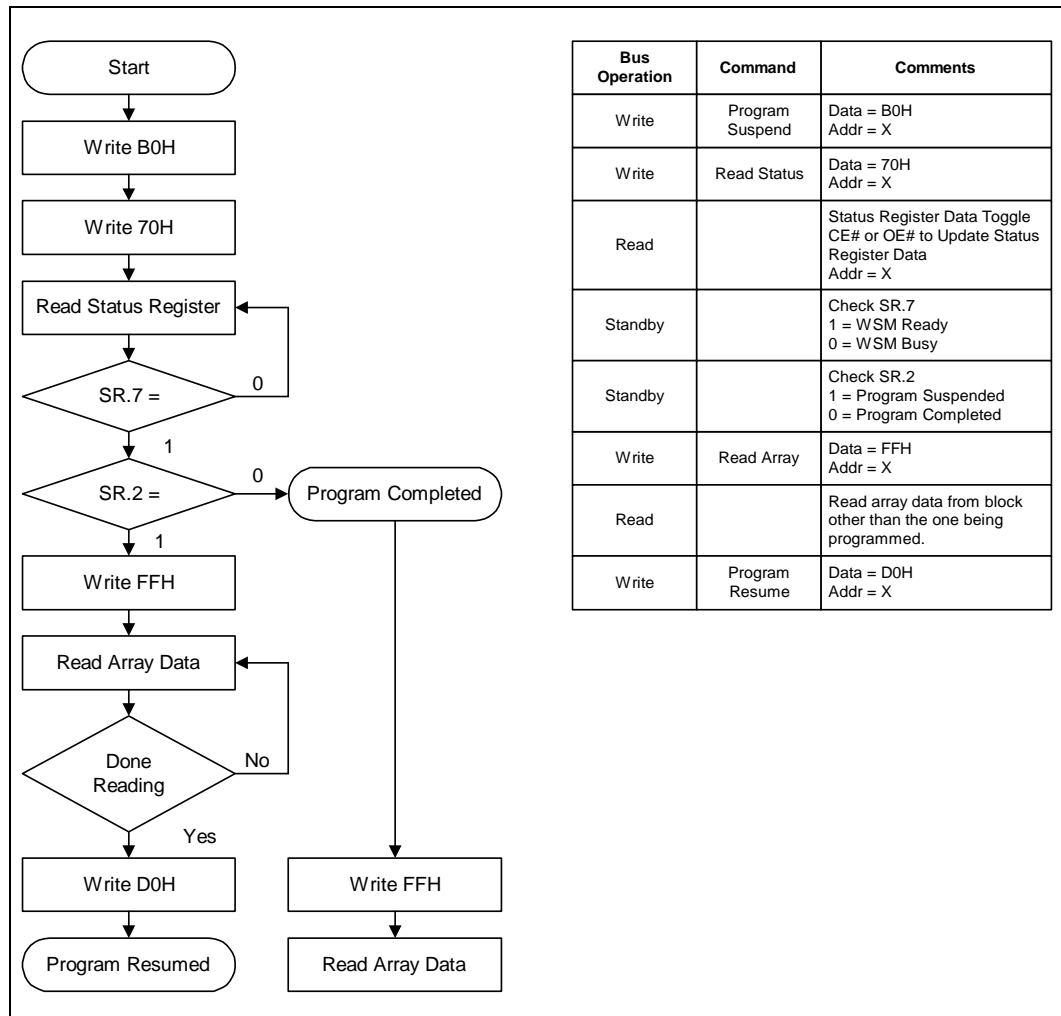 Start
Write B0H
Write 70H
Read Status Register
SR.7 =
0
1
SR.2 =
0
Program Completed
1
Write FFH
Read Array Data
Done
Reading
No
Yes
Write D0H
Write FFH
Program Resumed
Read Array Data
Bus
Operation
Command
Comments
Write
Program
Suspend
Data = B0H
Addr = X
Write
Read Status
Data = 70H
Addr = X
Read
Status Register Data Toggle
CE# or OE# to Update Status
Register Data
Addr = X
Standby
Check SR.7
1 = WSM Ready
0 = WSM Busy
Standby
Check SR.2
1 = Program Suspended
0 = Program Completed
Write
Read Array
Data = FFH
Addr = X
Read
Read array data from block
other than the one being
programmed.
Write
Program
Resume
Data = D0H
Addr = X